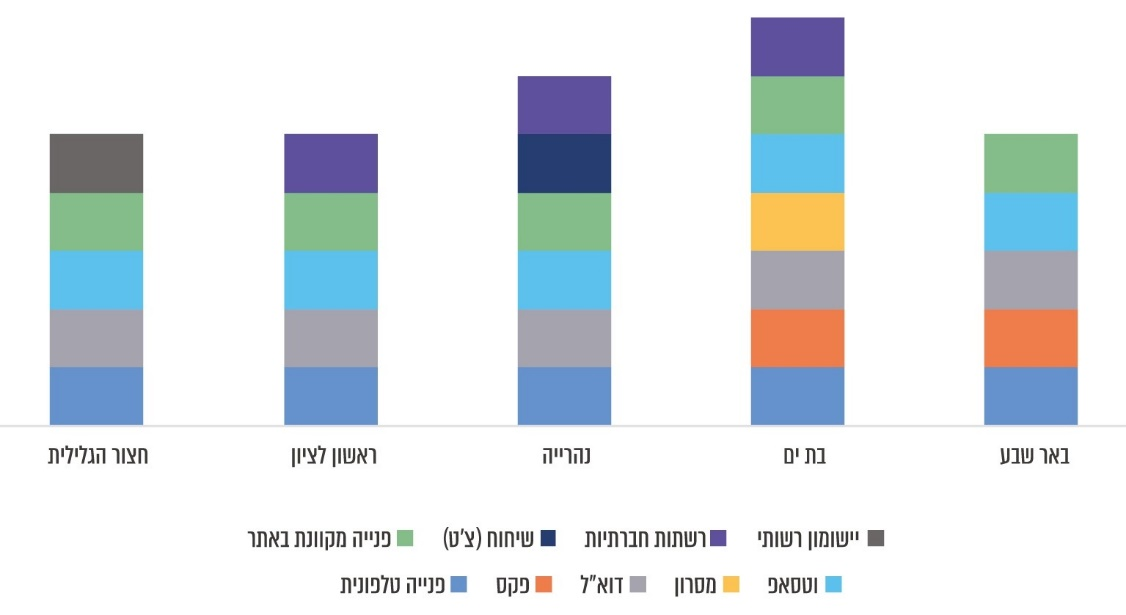 באר שבע בת ים נהרייה ראשון לציון חצור הגלילית
יישומון רשותי רשתות חברתיות שיחוח (צ'ט) פנייה מקוונת באתר
וטסאפ מסרון דוא"ל פקס פנייה טלפונית